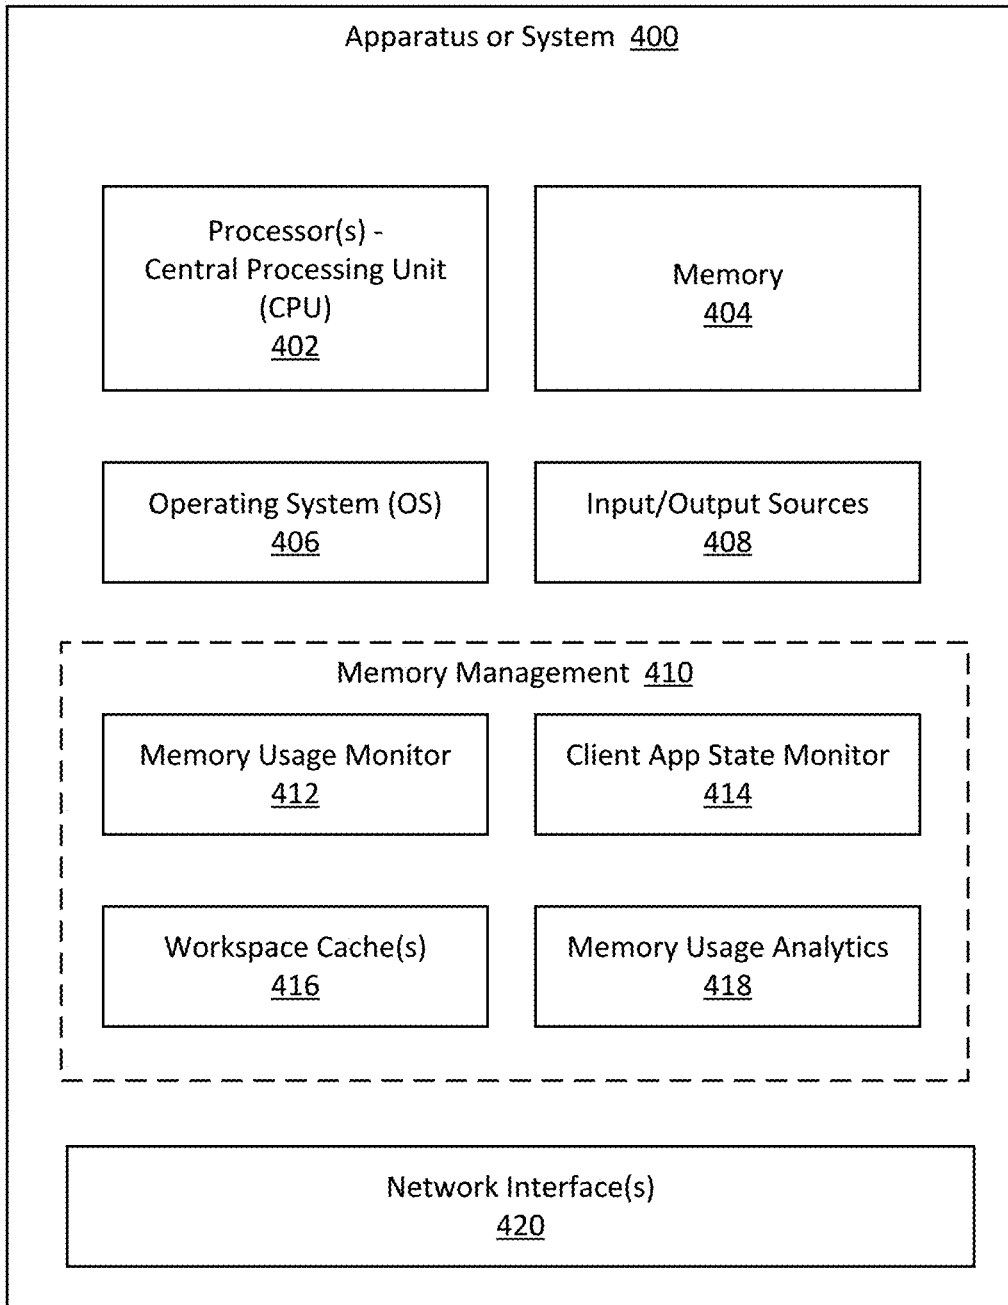 Apparatus or System 400
Processor(s) -
Central Processing Unit
(CPU)
402
Memory
404
Operating System (OS)
406
Input/Output Sources
408
Memory Management 410
Memory Usage Monitor
412
Client App State Monitor
414
Workspace Cache(s)
416
Memory Usage Analytics
418
Network Interface(s)
420